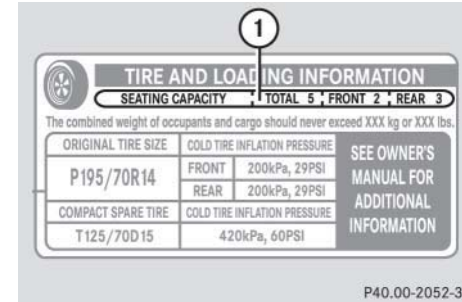 1
TIRE AND LOADING INFORMATION
SEATING CAPACITY TOTAL 5 FRONT 2 REAR 3
The combined weight of occupants and cargo should never exceed XXX kg or XXX lbs.
ORIGINAL TIRE SIZE COLD TIRE INFLATION PRESSURE
P195/70R14 FRONT 200kPa, 29PSI
REAR 200kPa, 29PSI
COMPACT SPARE TIRE COLD TIRE INFLATION PRESSURE
T125/70D15 420kPa, 60PSI
SEE OWNER'S
MANUAL FOR
ADDITIONAL
INFORMATION
P40.00-2052-3